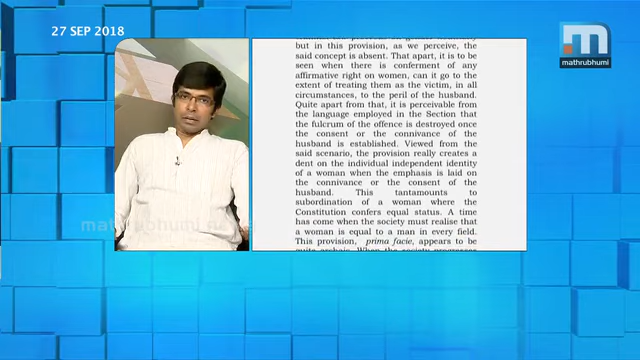 27 SEP 2018
mathrubhumi
but in this provision, as we perceive, the
said concept is absent. That apart, it is to be
seen when there is conferment of any
affirmative right on women, can it go to the
extent of treating them as the victim, in all
circumstances, to the peril of the husband.
Quite apart from that, it is perceivable from
the language employed in the Section that
the fulcrum of the offence is destroyed once
the consent or the connivance of the
husband is established. Viewed from the
said scenario, the provision really creates a
dent on the individual independent identity
of a woman when the emphasis is laid on
the connivance or the consent of the
husband. This tantamounts to
subordination of a woman where the
Constitution confers equal status. A time
has come when the society must realise that
a woman is equal to a man in every field.
This provision, prima facie, appears to be
quite archaic. When the society progresses
mathrubhumi news